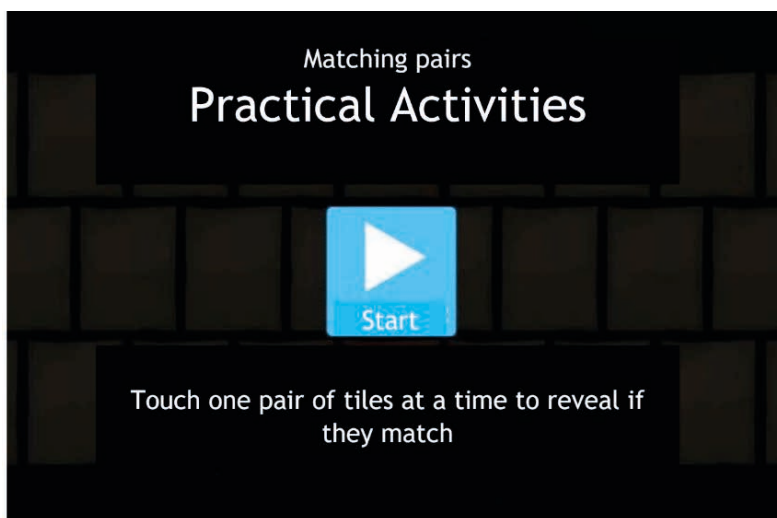 Matching pairs
Practical Activities
Start
Touch one pair of tiles at a time to reveal if
they match